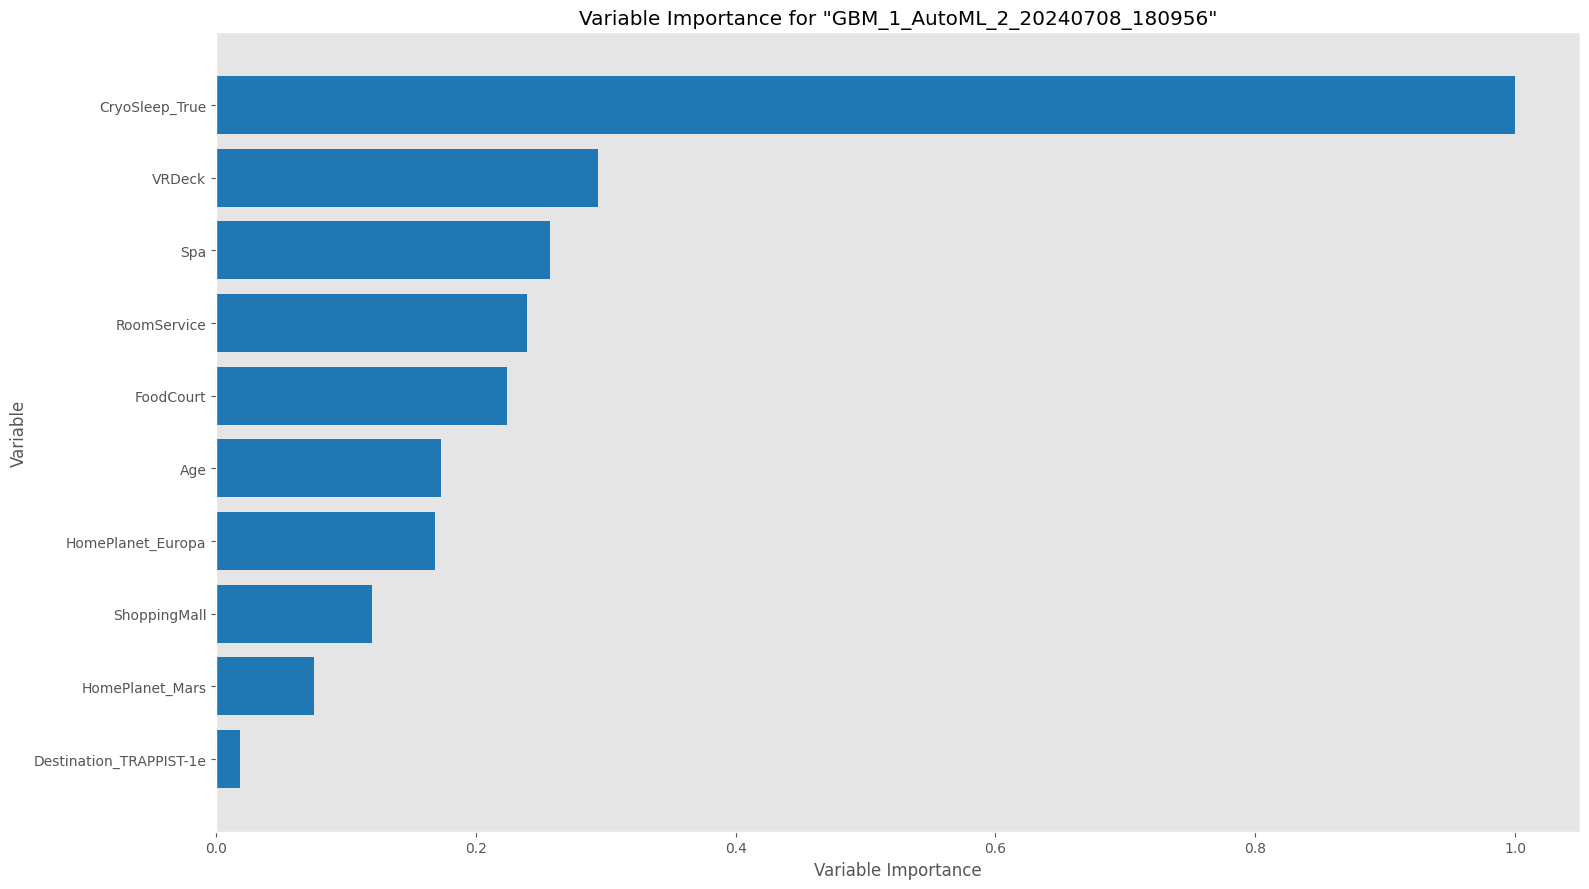 Variable Importance for "GBM_1_AutoML_2_20240708_180956"
CryoSleep_True
VRDeck
Spa
RoomService
FoodCourt
Age
HomePlanet_Europa
ShoppingMall
HomePlanet_Mars
Destination_TRAPPIST-1e
Variable
0.0 0.2 0.4 0.6 0.8 1.0
Variable Importance